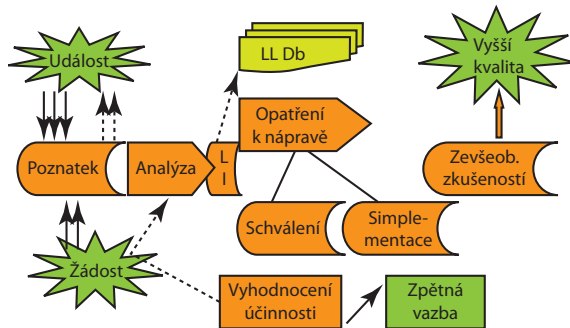 Událost
LL Db
Vyšší
kvalita
Opatření
k nápravě
Poznatek
Analýza
L
I
Zevšeob.
zkušeností
Schválení
Simple-
mentace
Žádost
Vyhodnocení
účinnosti
Zpětná
vazba